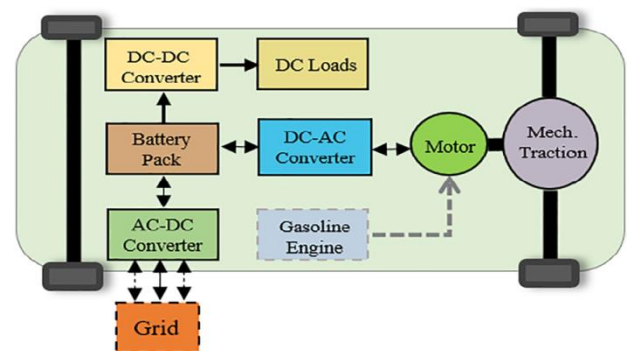 DC-DC
Converter
DC Loads
Battery
Pack
DC-AC
Converter
Motor
Mech.
Traction
AC-DC
Converter
Gasoline
Engine
Grid